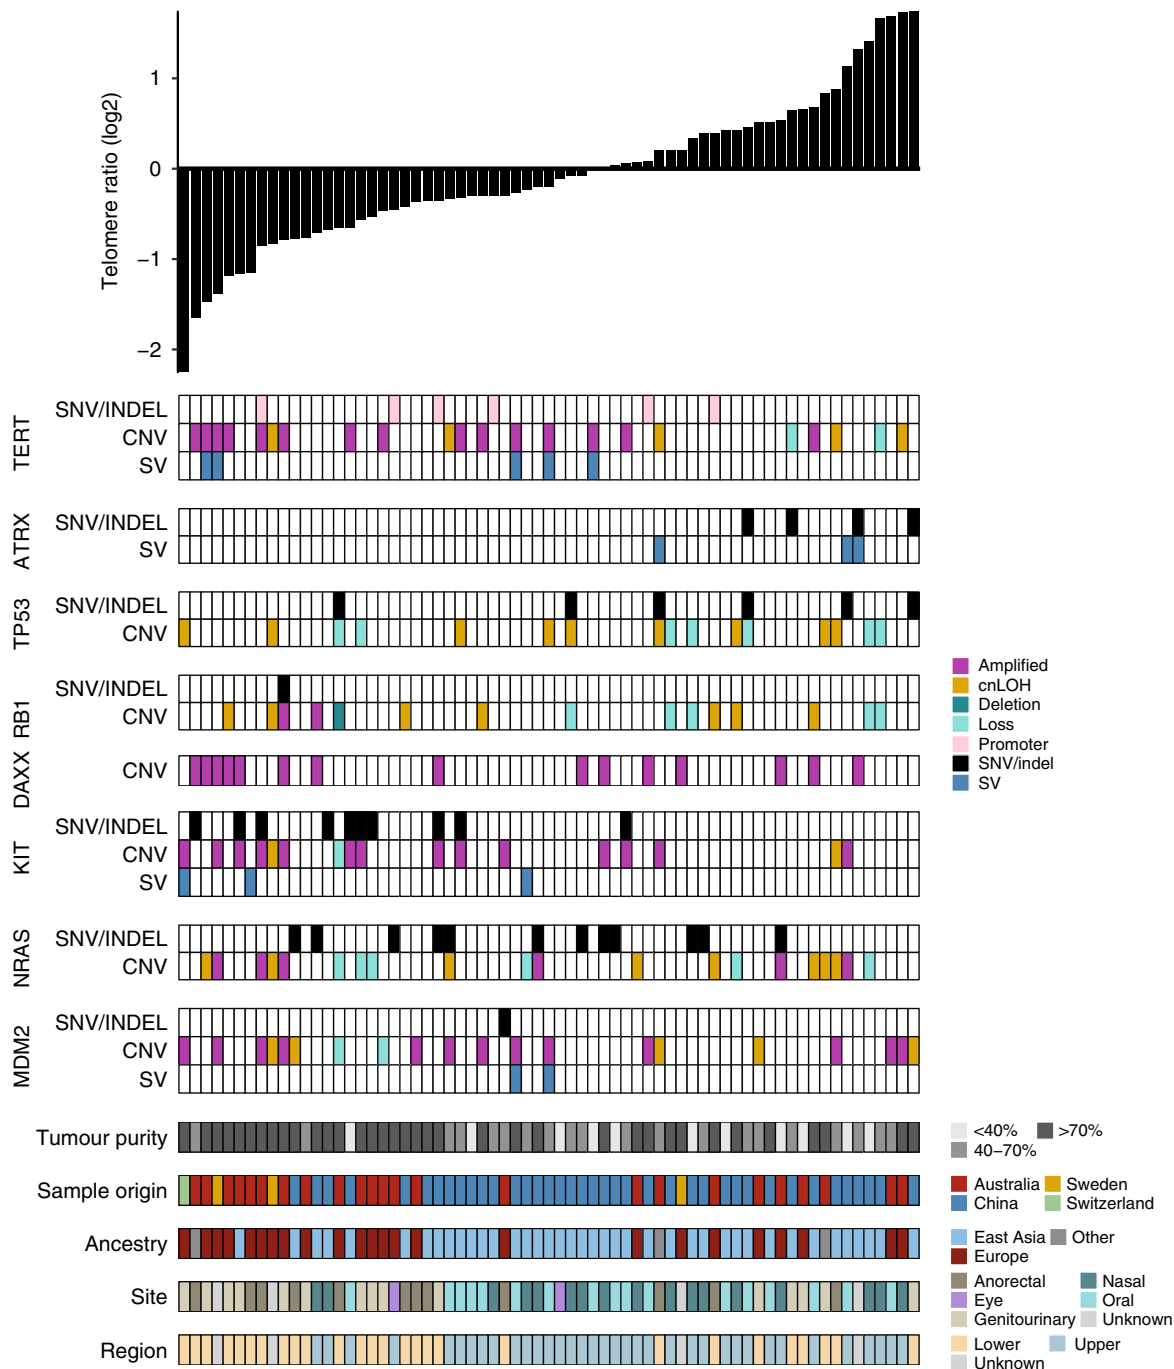 Telomere ratio (log2)
1
0
−1
−2
TERT
SNV/INDEL
CNV
SV
ATRX
SNV/INDEL
SV
TP53
SNV/INDEL
CNV
RB1
SNV/INDEL
CNV
DAXX
CNV
KIT
SNV/INDEL
CNV
SV
NRAS
SNV/INDEL
CNV
MDM2
SNV/INDEL
CNV
SV
Amplified
cnLOH
Deletion
Loss
Promoter
SNV/indel
SV
Tumour purity
<40% >70%
40−70%
Sample origin
Australia Sweden
China Switzerland
Ancestry
East Asia Other
Europe
Site
Anorectal Nasal
Eye Oral
Genitourinary Unknown
Region
Lower Upper
Unknown